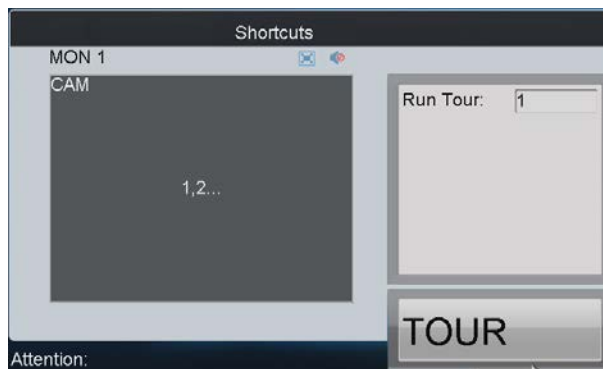 Shortcuts
MON 1
CAM
1,2...
Run Tour: 1
TOUR
Attention: